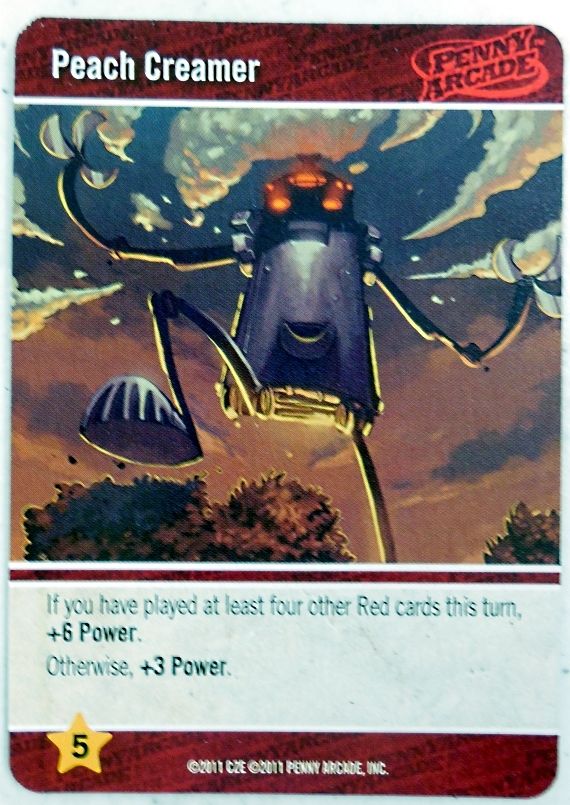 Peach Creamer
PENNY
ARCADE
If you have played at least four other Red cards this turn,
+6 Power.
Otherwise, +3 Power.
5
©2011 CZE ©2011 PENNY ARCADE, INC.